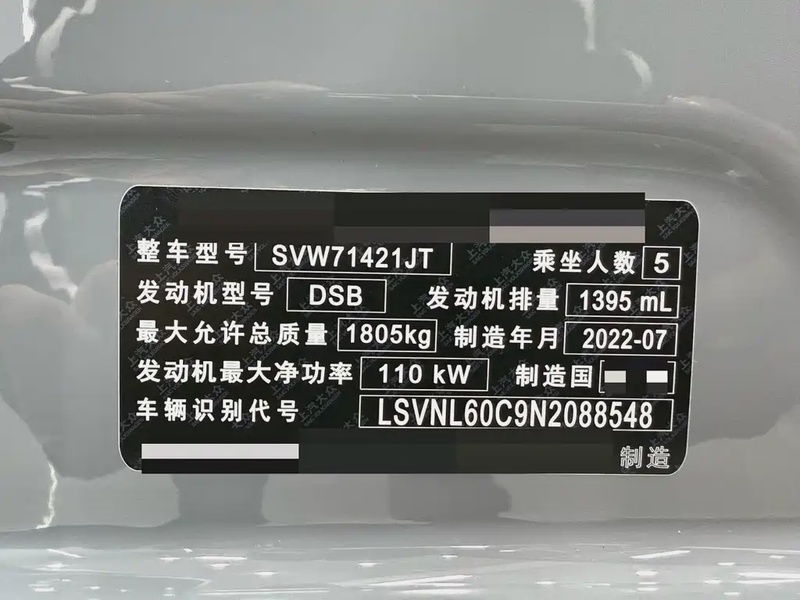 整车型号 SVW71421JT 乘坐人数 5
发动机型号 DSB 发动机排量 1395 mL
最大允许总质量 1805kg 制造年月 2022-07
发动机最大净功率 110 kW 制造国
车辆识别代号 LSVNL60C9N2088548
制造